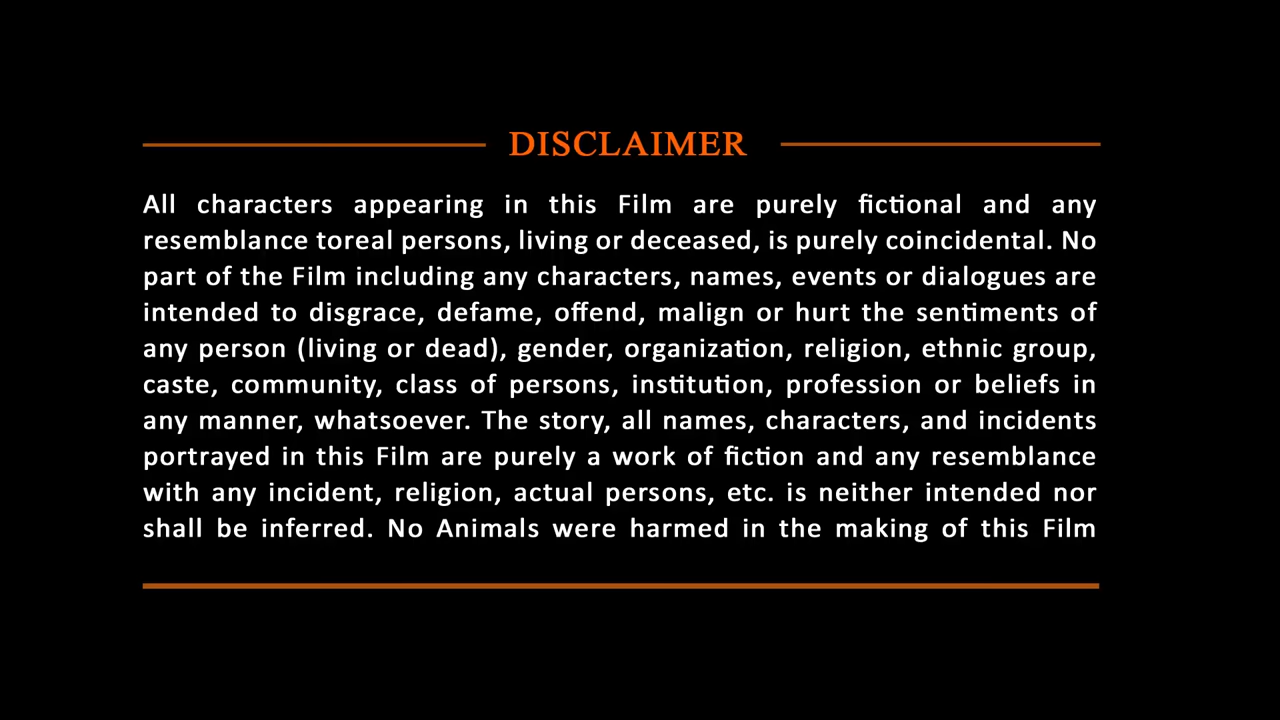 DISCLAIMER
All characters appearing in this Film are purely fictional and any
resemblance toreal persons, living or deceased, is purely coincidental. No
part of the Film including any characters, names, events or dialogues are
intended to disgrace, defame, offend, malign or hurt the sentiments of
any person (living or dead), gender, organization, religion, ethnic group,
caste, community, class of persons, institution, profession or beliefs in
any manner, whatsoever. The story, all names, characters, and incidents
portrayed in this Film are purely a work of fiction and any resemblance
with any incident, religion, actual persons, etc. is neither intended nor
shall be inferred. No Animals were harmed in the making of this Film